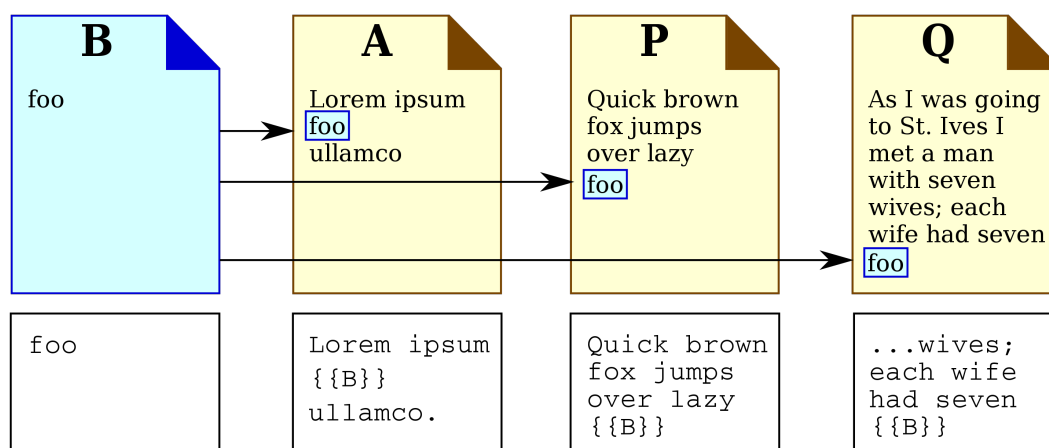 B
foo
A
Lorem ipsum
foo
ullamco
P
Quick brown
fox jumps
over lazy
foo
Q
As I was going
to St. Ives I
met a man
with seven
wives; each
wife had seven
foo
foo
Lorem ipsum
{{B}}
ullamco.
Quick brown
fox jumps
over lazy
{{B}}
...wives;
each wife
had seven
{{B}}